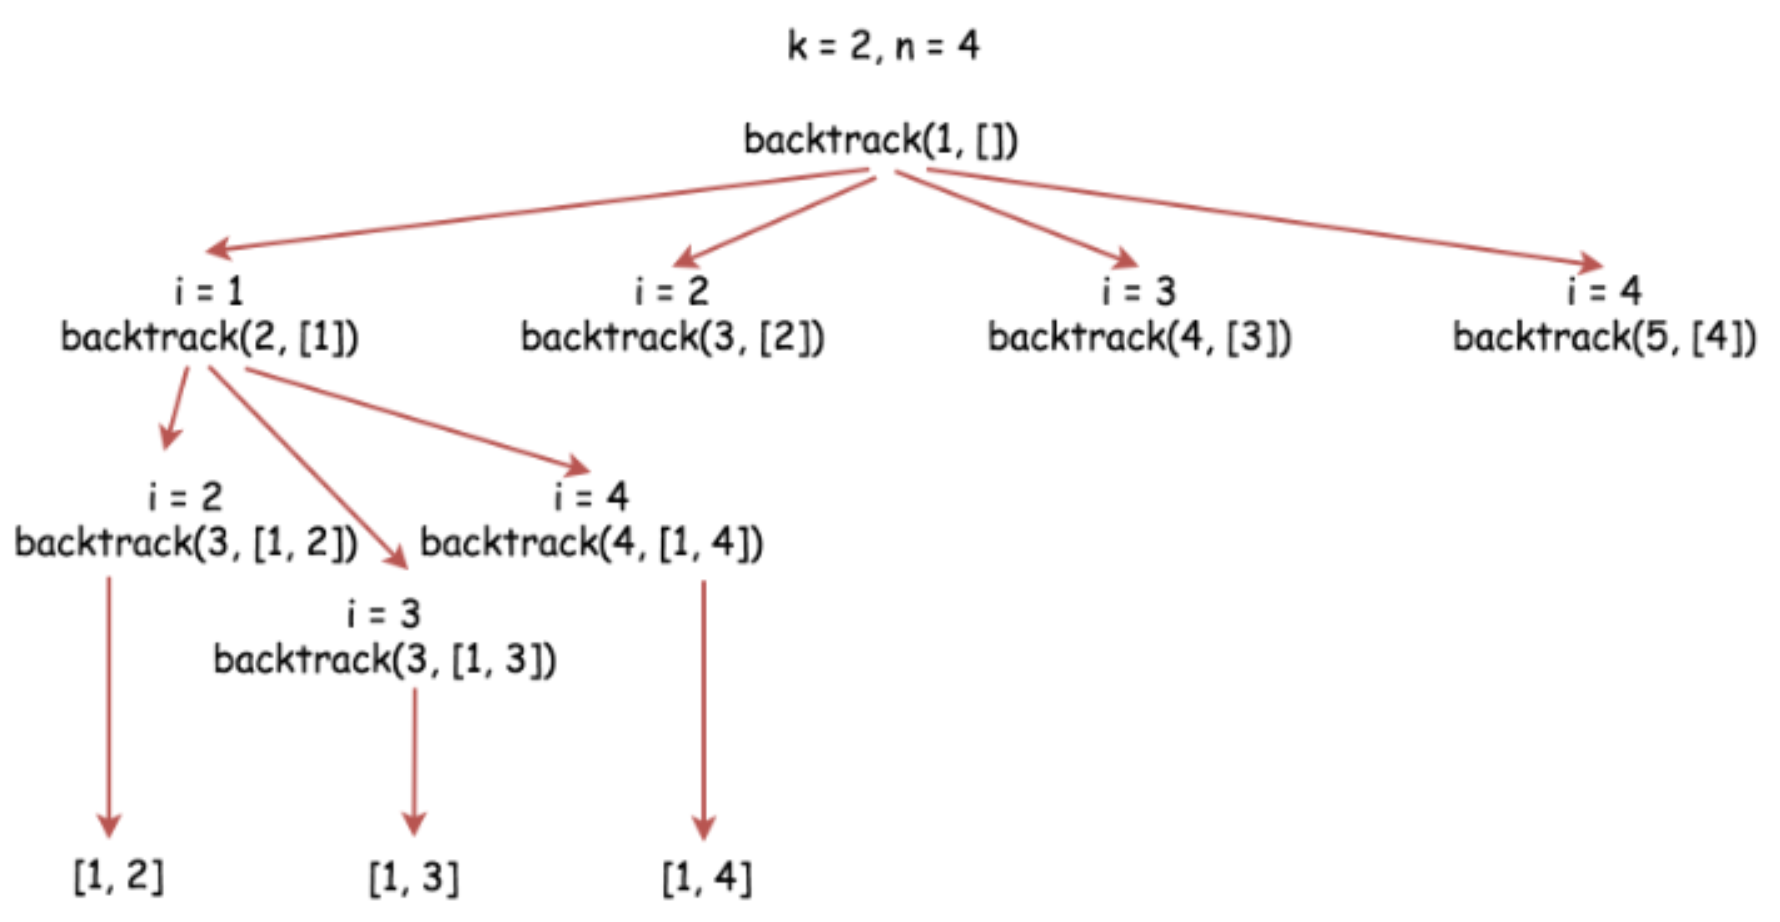 k = 2, n = 4
backtrack(1, [])
i = 1
backtrack(2, [1])
i = 2
backtrack(3, [2])
i = 3
backtrack(4, [3])
i = 4
backtrack(5, [4])
i = 2
backtrack(3, [1, 2])
i = 4
backtrack(4, [1, 4])
i = 3
backtrack(3, [1, 3])
[1, 2]
[1, 3]
[1, 4]